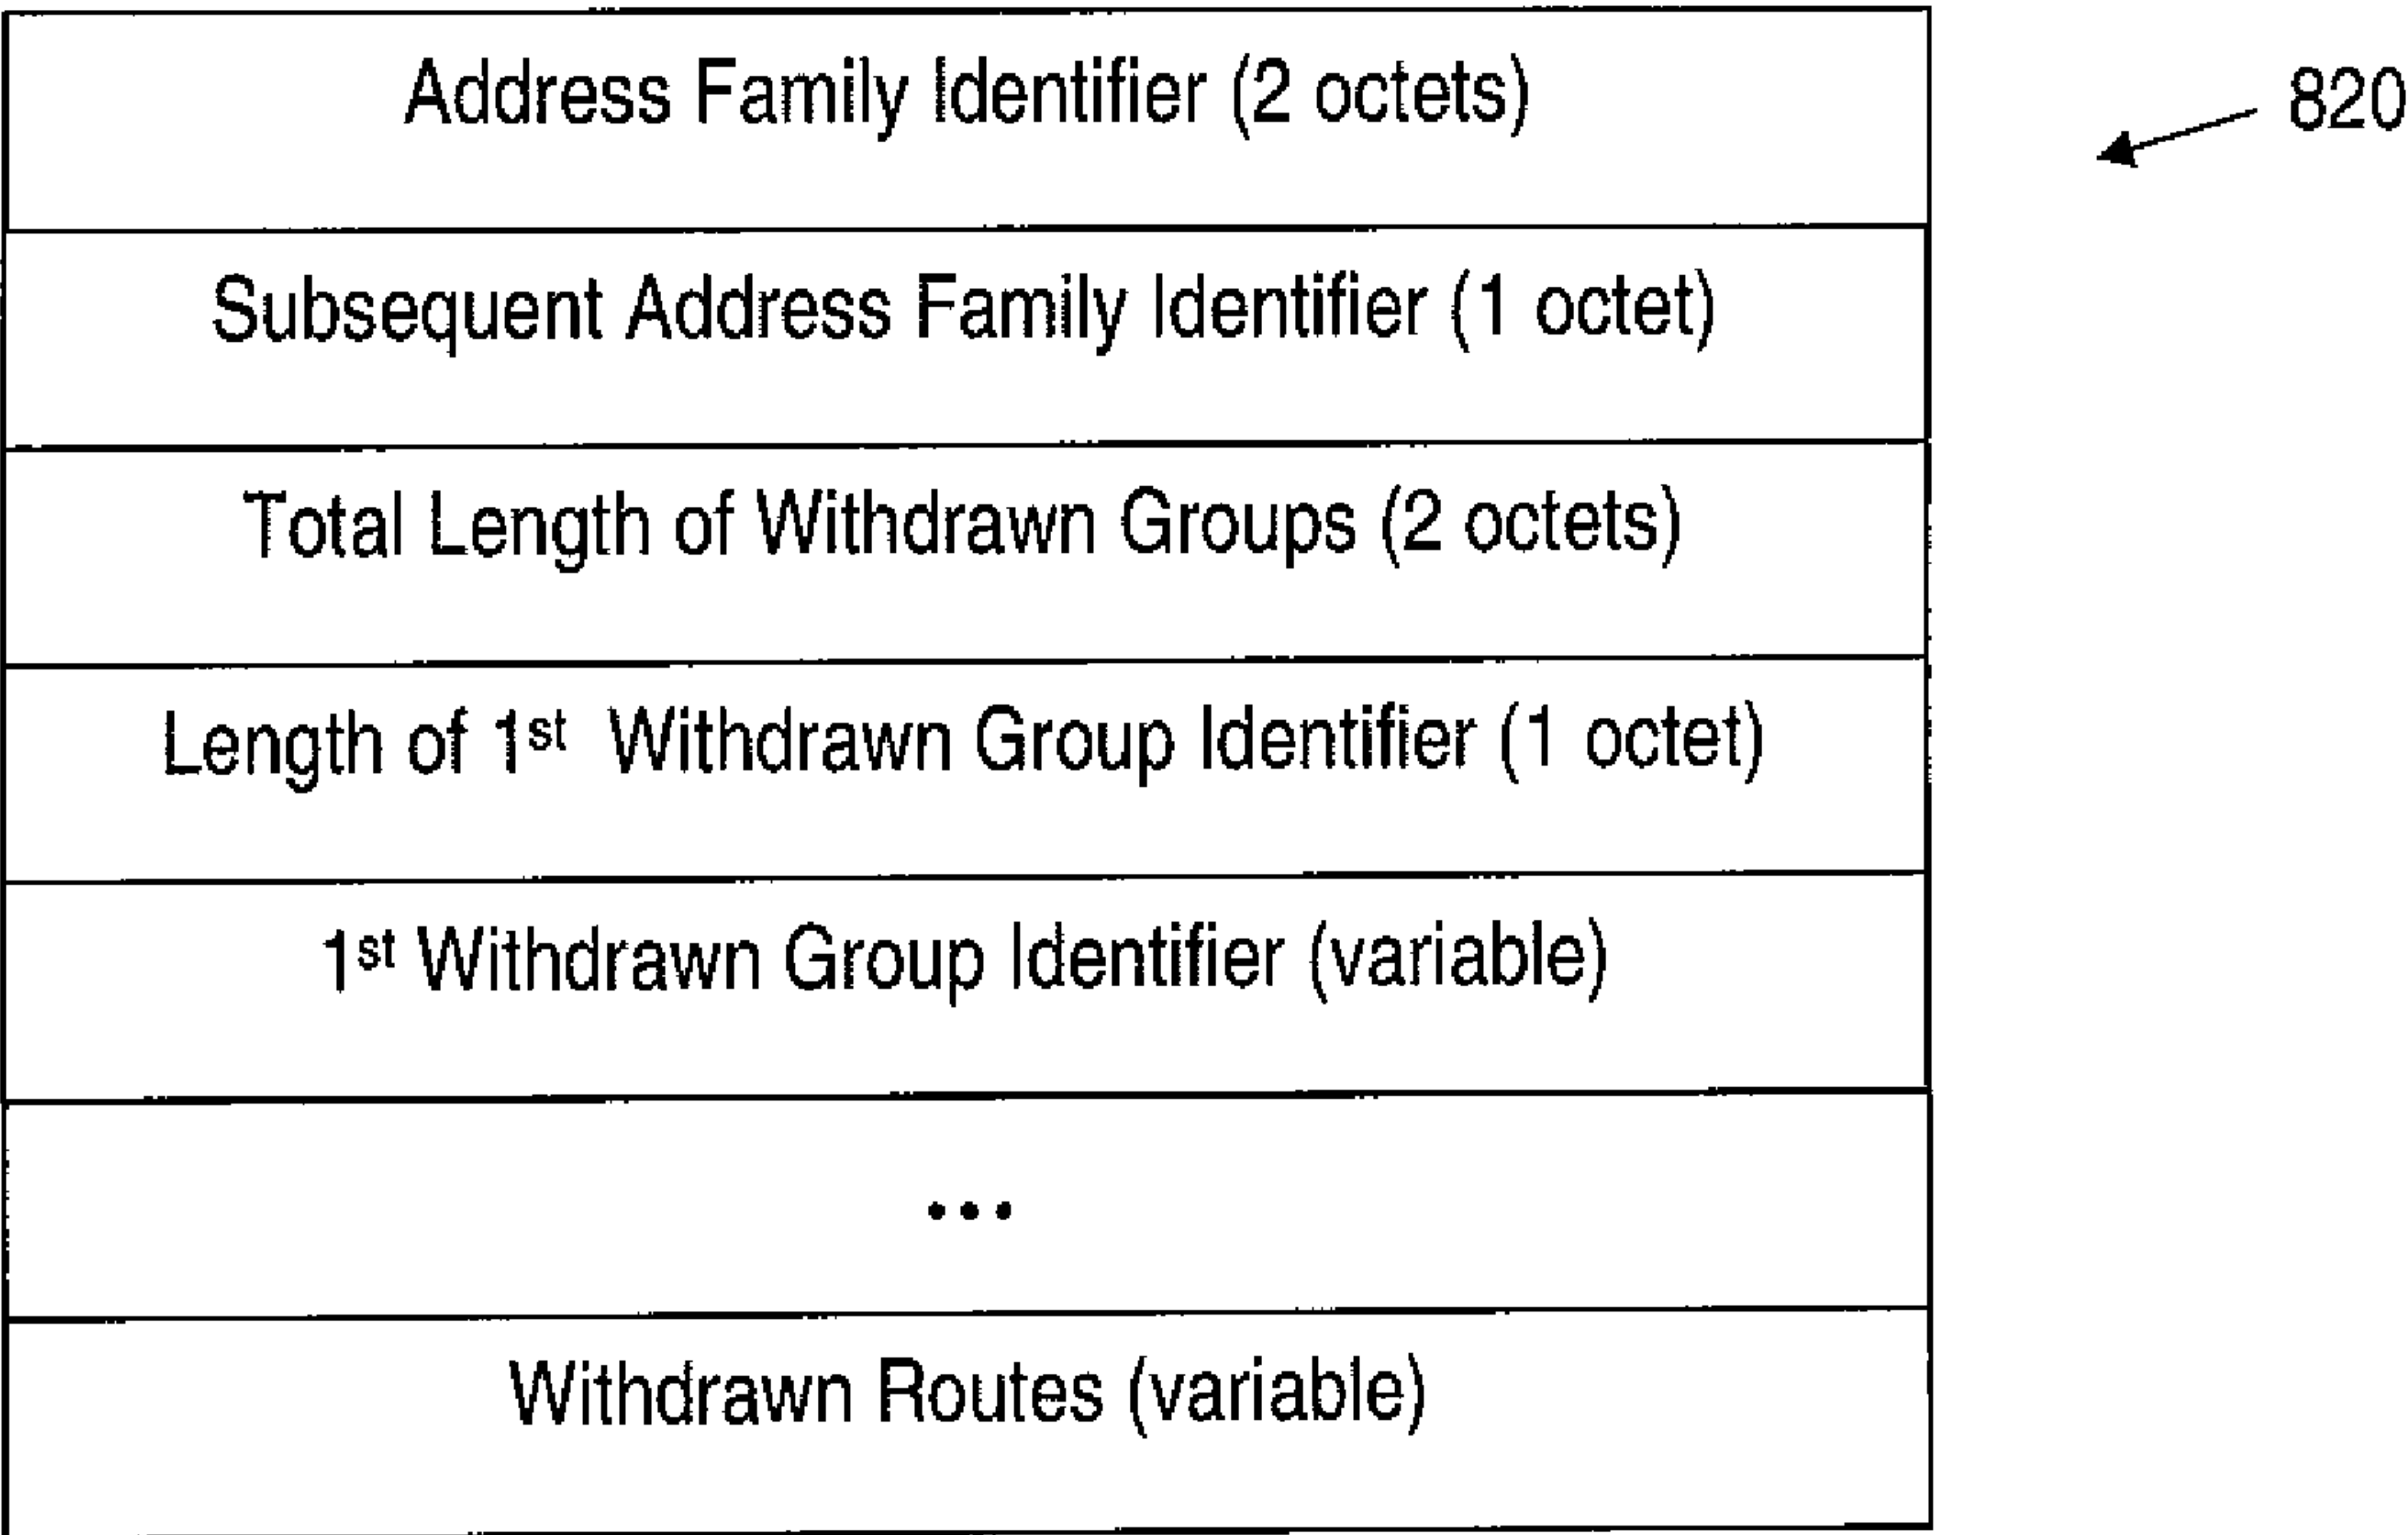 Address Family Identifier (2 octets)
820
Subsequent Address Family Identifier (1 octet)
Total Length of Withdrawn Groups (2 octets)
Length of 1st Withdrawn Group Identifier (1 octet)
1st Withdrawn Group Identifier (variable)
...
Withdrawn Routes (variable)